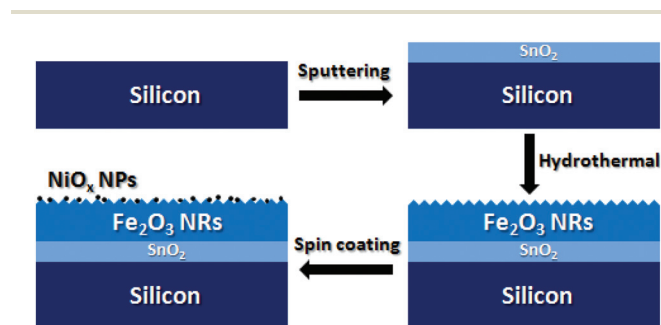 Silicon
Sputtering
SnO₂
Silicon
Hydrothermal
Fe₂O₃ NRs
SnO₂
Silicon
Spin coating
NiOₓ NPs
Fe₂O₃ NRs
SnO₂
Silicon